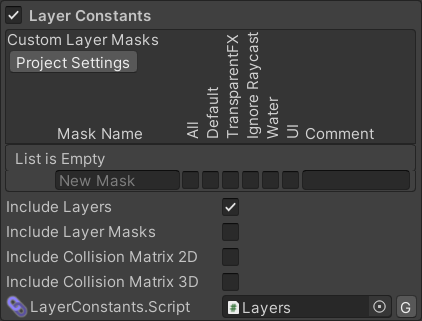 Layer Constants
Custom Layer Masks
Project Settings
Mask Name
All
Default
TransparentFX
Ignore Raycast
Water
UI
Comment
List is Empty
New Mask
Include Layers
Include Layer Masks
Include Collision Matrix 2D
Include Collision Matrix 3D
LayerConstants.Script
Layers
G